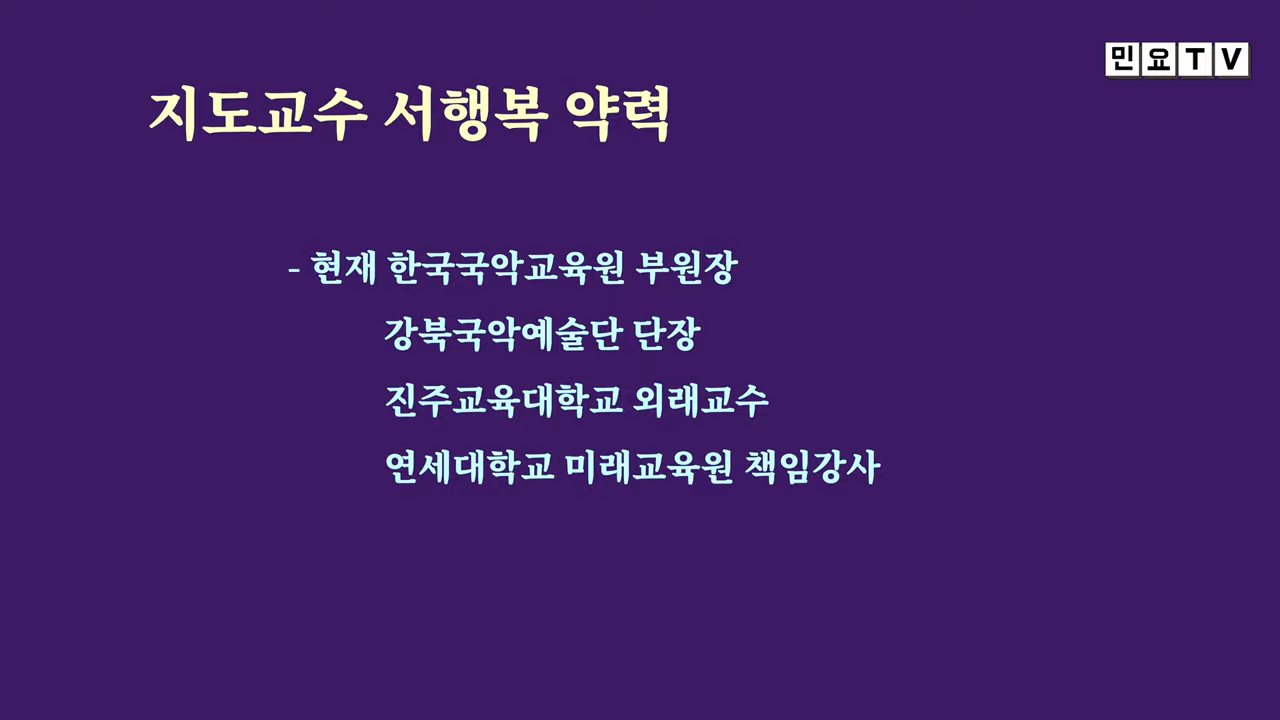 민요TV
지도교수 서행복 약력
- 현재 한국국악교육원 부원장
강북국악예술단 단장
진주교육대학교 외래교수
연세대학교 미래교육원 책임강사